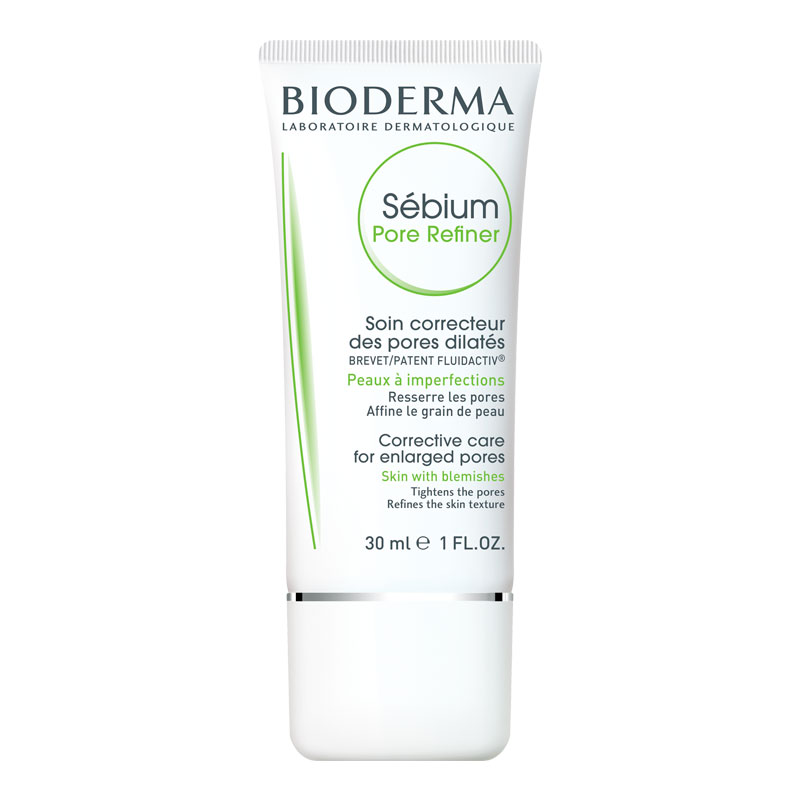 BIODERMA
LABORATOIRE DERMATOLOGIQUE
Sébium
Pore Refiner
Soin correcteur
des pores dilatés
BREVET/PATENT FLUIDACTIV®
Peaux à imperfections
Resserre les pores
Affine le grain de peau
Corrective care
for enlarged pores
Skin with blemishes
Tightens the pores
Refines the skin texture
30 ml ℮ 1 FL.OZ.